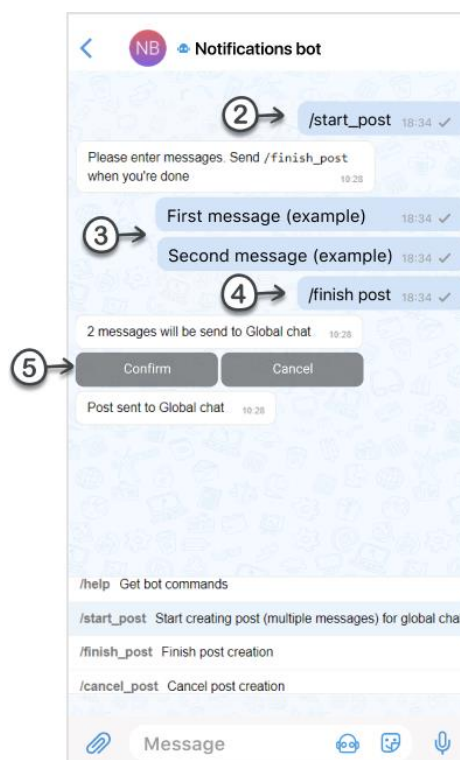 NB Notifications bot
2 /start_post 18:34
Please enter messages. Send /finish_post
when you're done 10:28
First message (example) 18:34
3
Second message (example) 18:34
4 /finish post 18:34
2 messages will be send to Global chat 10:28
5 Confirm Cancel
Post sent to Global chat 10:28
/help Get bot commands
/start_post Start creating post (multiple messages) for global cha
/finish_post Finish post creation
/cancel_post Cancel post creation
Message